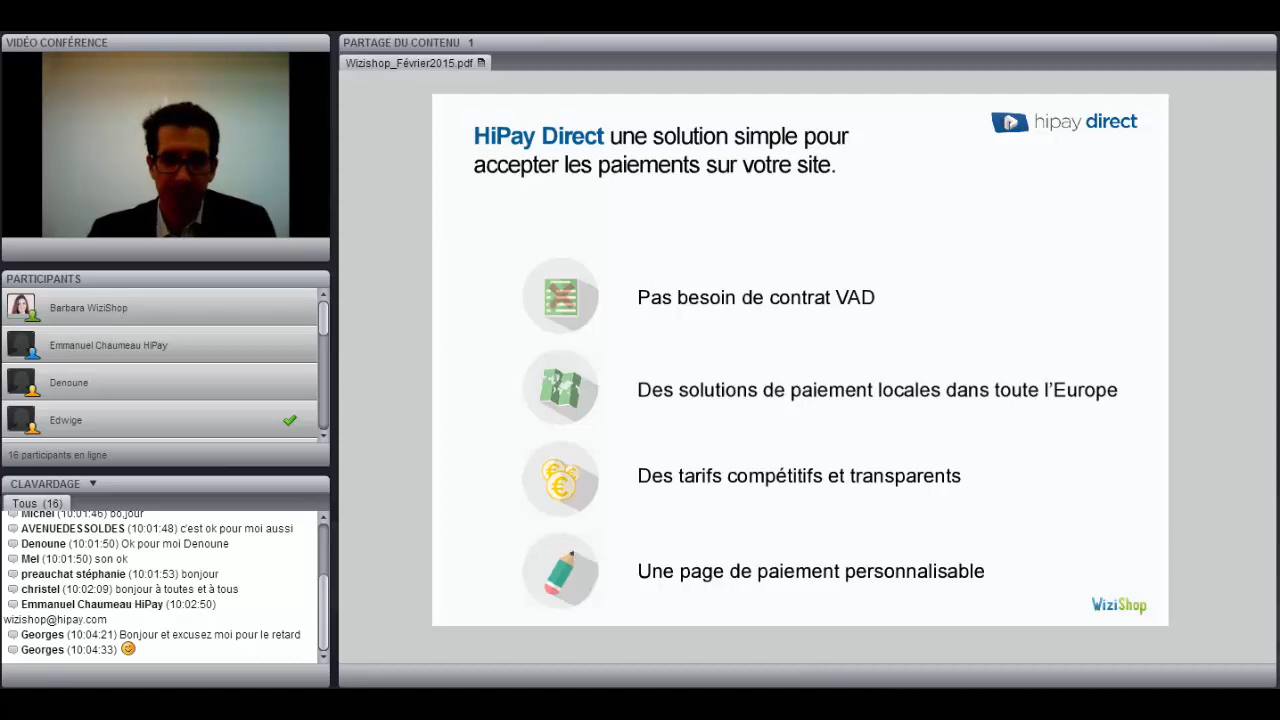 VIDÉO CONFÉRENCE
PARTICIPANTS
Barbara WiziShop
Emmanuel Chaumeau HiPay
Denoune
Edwige
16 participants en ligne
CLAVARDAGE
Tous (16)
Michel (10:01:46) bojour
AVENUEDESSOLDES (10:01:48) c'est ok pour moi aussi
Denoune (10:01:50) Ok pour moi Denoune
Mel (10:01:50) son ok
preauchat stéphanie (10:01:53) bonjour
christel (10:02:09) bonjour à toutes et à tous
Emmanuel Chaumeau HiPay (10:02:50)
wizishop@hipay.com
Georges (10:04:21) Bonjour et excusez moi pour le retard
Georges (10:04:33)
PARTAGE DU CONTENU 1
Wizishop_Février2015.pdf
HiPay Direct une solution simple pour
accepter les paiements sur votre site.
hipay direct
Pas besoin de contrat VAD
Des solutions de paiement locales dans toute l'Europe
Des tarifs compétitifs et transparents
Une page de paiement personnalisable
WiziShop